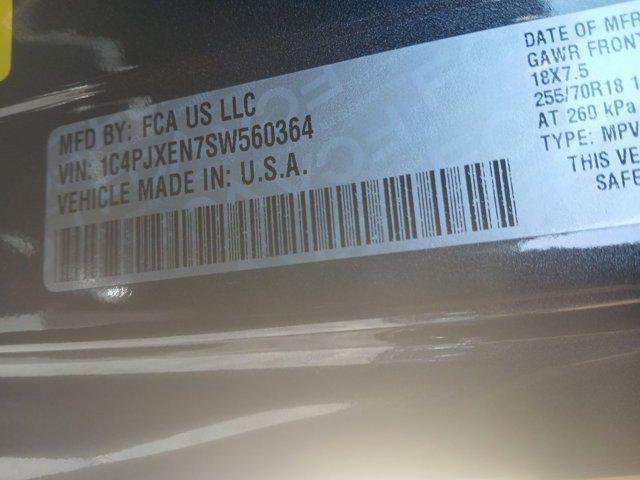 MFD BY: FCA US LLC
VIN: 1C4PJXEN7SW560364
VEHICLE MADE IN: U.S.A.
DATE OF MFR
GAWR FRONT
18X7.5
255/70R18 1
AT 260 kPa
TYPE: MPV
THIS VE
SAFE